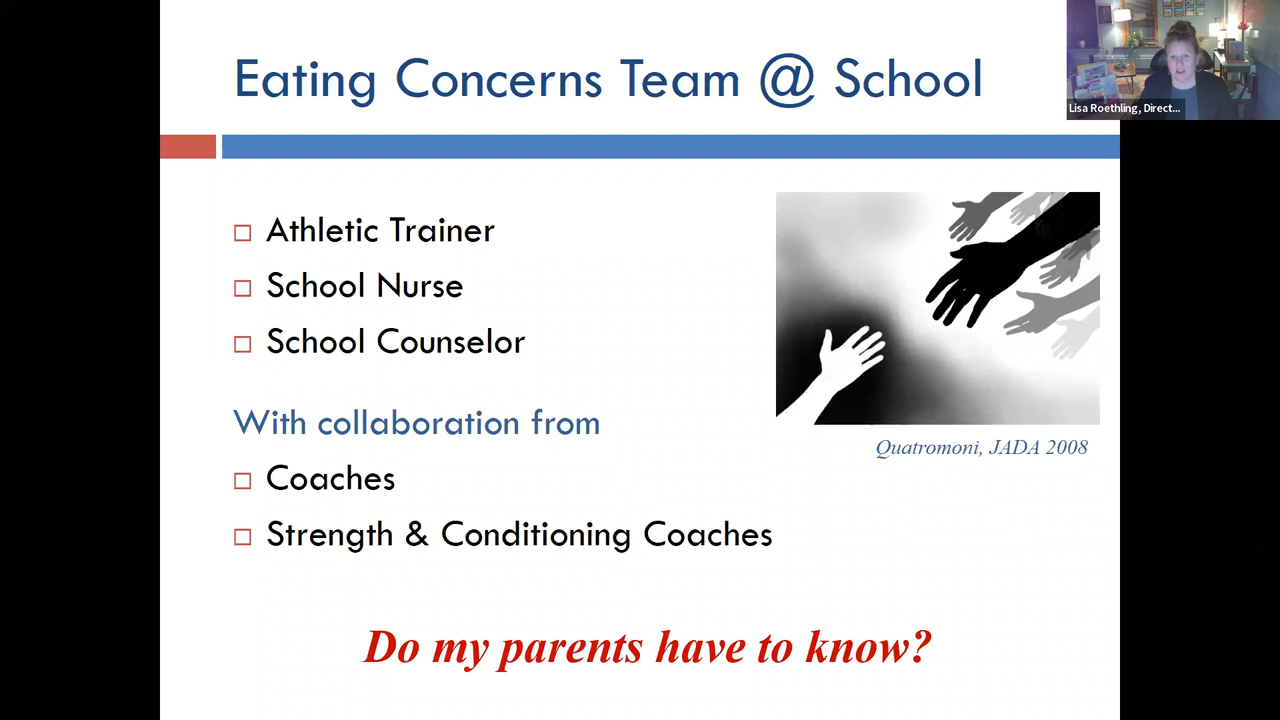 Eating Concerns Team @ School
Lisa Roethling, Direct...
Athletic Trainer
School Nurse
School Counselor
With collaboration from
Quatromoni, JADA 2008
Coaches
Strength & Conditioning Coaches
Do my parents have to know?